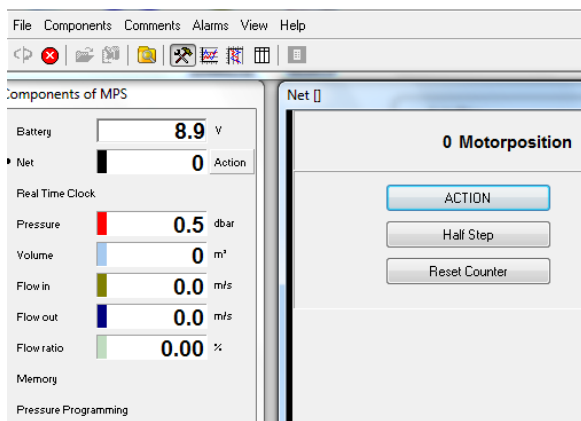 File Components Comments Alarms View Help
Components of MPS
Battery 8.9 V
Net 0 Action
Real Time Clock
Pressure 0.5 dbar
Volume 0 m³
Flow in 0.0 m/s
Flow out 0.0 m/s
Flow ratio 0.00 %
Memory
Pressure Programming
Net []
0 Motorposition
ACTION
Half Step
Reset Counter